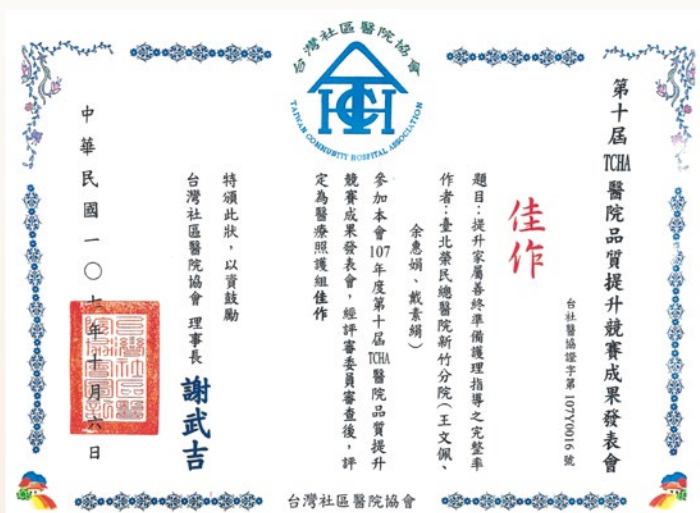 台灣社區醫院協會
TAIWAN COMMUNITY HOSPITAL ASSOCIATION
TCHA
第十屆TCHA醫院品質提升競賽成果發表會
台社醫協證字第107Y0016號
佳作
題目：提升家屬善終準備護理指導之完整率
作者：臺北榮民總醫院新竹分院(王文佩、
余惠娟、戴素絹)
參加本會107年度第十屆TCHA醫院品質提升
競賽成果發表會，經評審委員審查後，評
定為醫療照護組佳作
特頒此狀，以資鼓勵
台灣社區醫院協會 理事長 謝武吉
中華民國一〇七年十月六日
台灣社區醫院協會